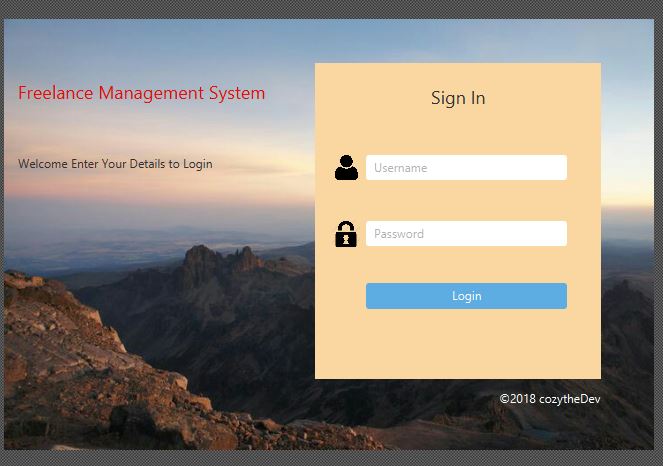 Freelance Management System
Welcome Enter Your Details to Login
Sign In
Username
Password
Login
©2018 cozytheDev